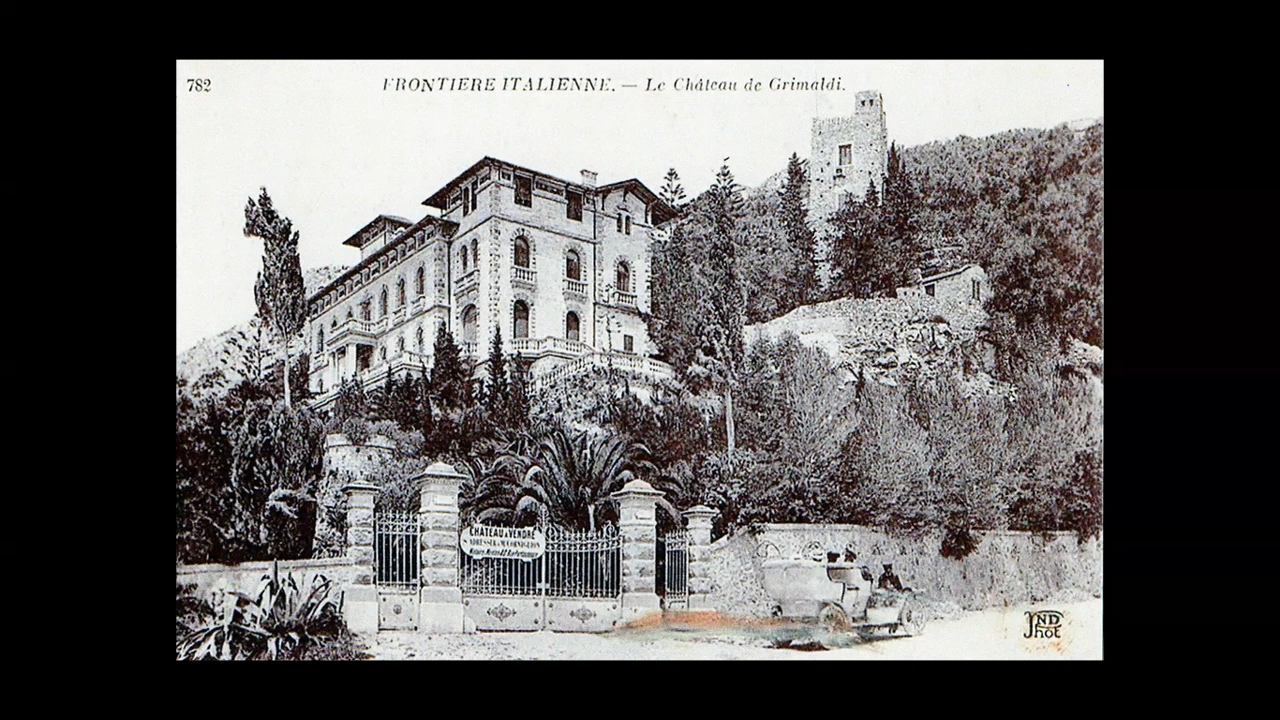 782 FRONTIERE ITALIENNE. — Le Château de Grimaldi.
CHATEAU A VENDRE
ND
Phot